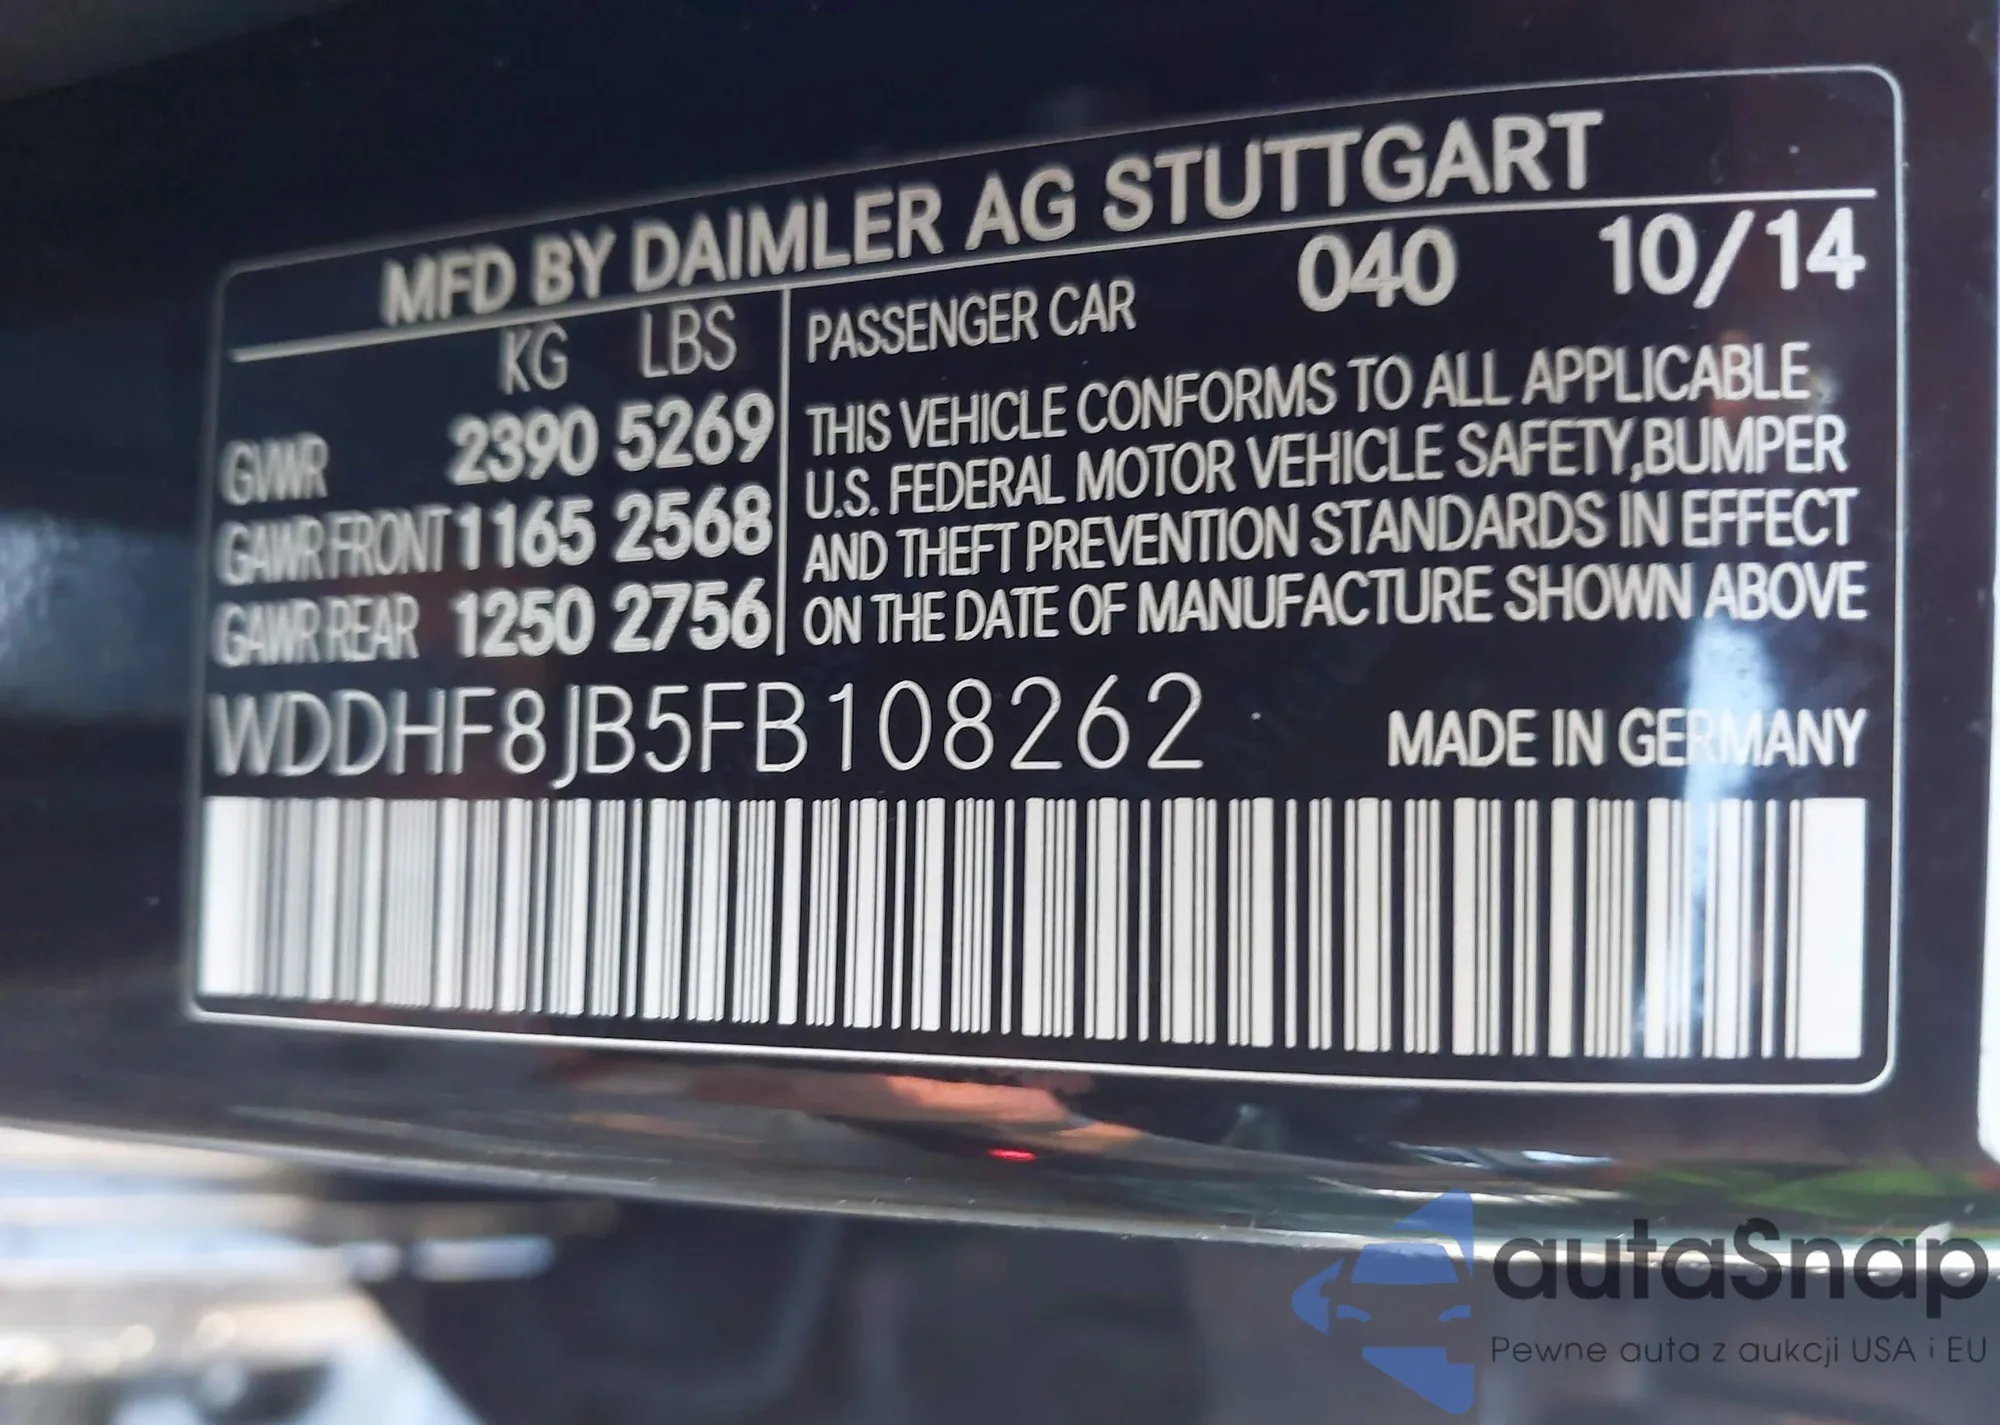 MFD BY DAIMLER AG STUTTGART
KG LBS
GVWR 2390 5269
GAWR FRONT 1165 2568
GAWR REAR 1250 2756
PASSENGER CAR 040 10/14
THIS VEHICLE CONFORMS TO ALL APPLICABLE
U.S. FEDERAL MOTOR VEHICLE SAFETY,BUMPER
AND THEFT PREVENTION STANDARDS IN EFFECT
ON THE DATE OF MANUFACTURE SHOWN ABOVE
WDDHF8JB5FB108262 MADE IN GERMANY
autaSnap
Pewne auta z aukcji USA i EU